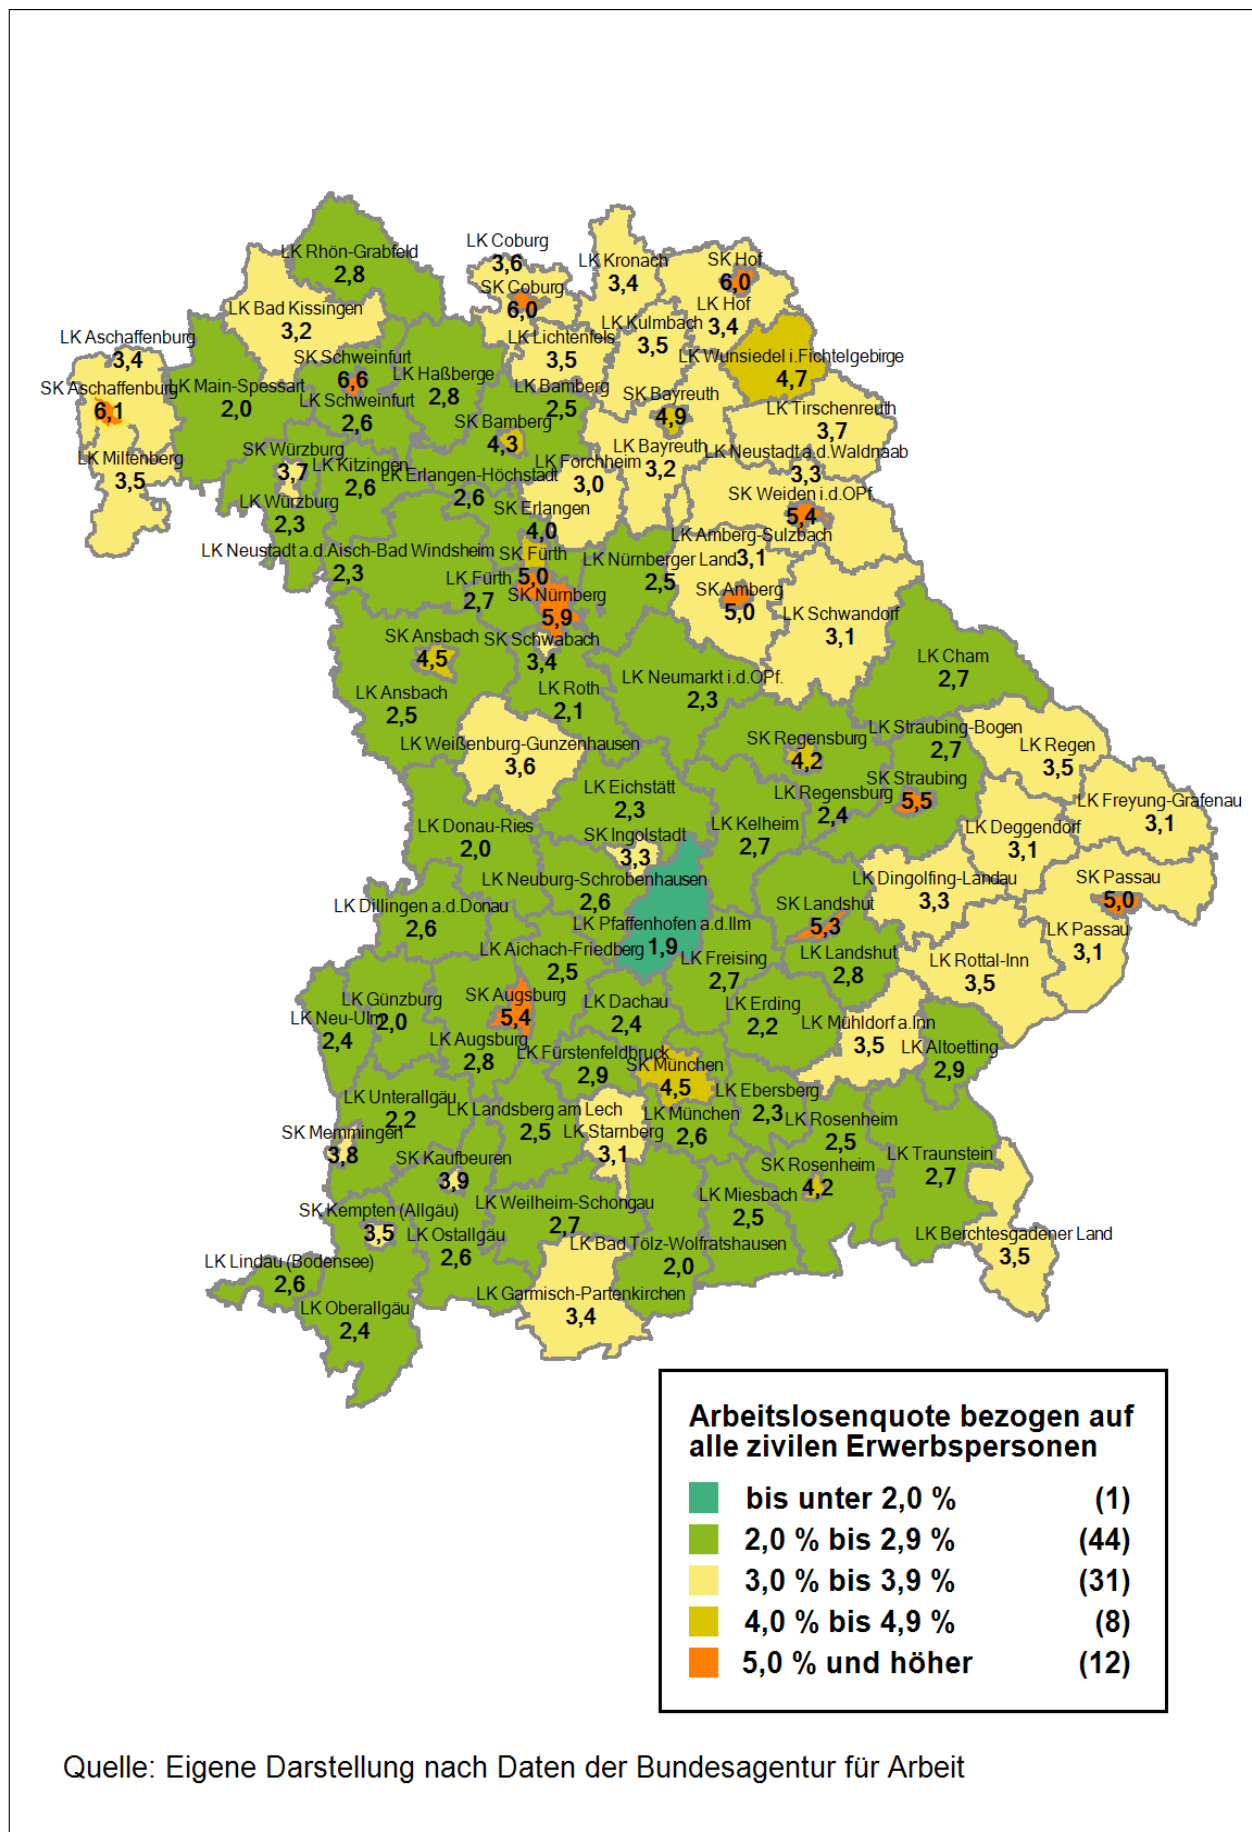 LK Coburg
3,6
LK Rhön-Grabfeld
2,8
LK Kronach
3,4
SK Hof
6,0
SK Coburg
6,0
LK Hof
3,4
LK Bad Kissingen
3,2
LK Kulmbach
3,5
LK Lichtenfels
3,5
LK Aschaffenburg
3,4
SK Schweinfurt
6,6
LK Wunsiedel i.Fichtelgebirge
4,7
LK Haßberge
2,8
SK Aschaffenburg
6,1
LK Main-Spessart
2,0
LK Bamberg
2,5
SK Bayreuth
4,9
LK Schweinfurt
2,6
LK Tirschenreuth
3,7
SK Bamberg
4,3
SK Würzburg
3,7
LK Bayreuth
3,2
LK Neustadt a.d.Waldnaab
3,3
LK Miltenberg
3,5
LK Kitzingen
2,6
LK Forchheim
3,0
LK Erlangen-Höchstadt
2,6
SK Weiden i.d.OPf.
5,4
LK Würzburg
2,3
SK Erlangen
4,0
LK Amberg-Sulzbach
3,1
LK Neustadt a.d.Aisch-Bad Windsheim
2,3
SK Fürth
5,0
LK Nürnberger Land
2,5
LK Fürth
2,7
SK Nürnberg
5,9
SK Amberg
5,0
LK Schwandorf
3,1
SK Ansbach
4,5
SK Schwabach
3,4
LK Cham
2,7
LK Neumarkt i.d.OPf.
2,3
LK Ansbach
2,5
LK Roth
2,1
LK Straubing-Bogen
2,7
SK Regensburg
4,2
LK Weißenburg-Gunzenhausen
3,6
LK Regen
3,5
LK Eichstätt
2,3
SK Straubing
5,5
LK Regensburg
2,4
LK Freyung-Grafenau
3,1
LK Donau-Ries
2,0
LK Kelheim
2,7
LK Deggendorf
3,1
SK Ingolstadt
3,3
LK Neuburg-Schrobenhausen
2,6
LK Dingolfing-Landau
3,3
SK Passau
5,0
LK Dillingen a.d.Donau
2,6
SK Landshut
5,3
LK Pfaffenhofen a.d.Ilm
1,9
LK Passau
3,1
LK Aichach-Friedberg
2,5
LK Freising
2,7
LK Landshut
2,8
LK Rottal-Inn
3,5
LK Günzburg
2,0
SK Augsburg
5,4
LK Dachau
2,4
LK Erding
2,2
LK Neu-Ulm
2,4
LK Mühldorf a.Inn
3,5
LK Augsburg
2,8
LK Fürstenfeldbruck
2,9
LK Altoetting
2,9
SK München
4,5
LK Ebersberg
2,3
LK Unterallgäu
2,2
LK Landsberg am Lech
2,5
LK München
2,6
LK Rosenheim
2,5
SK Memmingen
3,8
LK Starnberg
3,1
LK Traunstein
2,7
SK Kaufbeuren
3,9
SK Rosenheim
4,2
LK Weilheim-Schongau
2,7
LK Miesbach
2,5
SK Kempten (Allgäu)
3,5
LK Ostallgäu
2,6
LK Berchtesgadener Land
3,5
LK Bad Tölz-Wolfratshausen
2,0
LK Lindau (Bodensee)
2,6
LK Garmisch-Partenkirchen
3,4
LK Oberallgäu
2,4
Arbeitslosenquote bezogen auf
alle zivilen Erwerbspersonen
bis unter 2,0 % (1)
2,0 % bis 2,9 % (44)
3,0 % bis 3,9 % (31)
4,0 % bis 4,9 % (8)
5,0 % und höher (12)
Quelle: Eigene Darstellung nach Daten der Bundesagentur für Arbeit